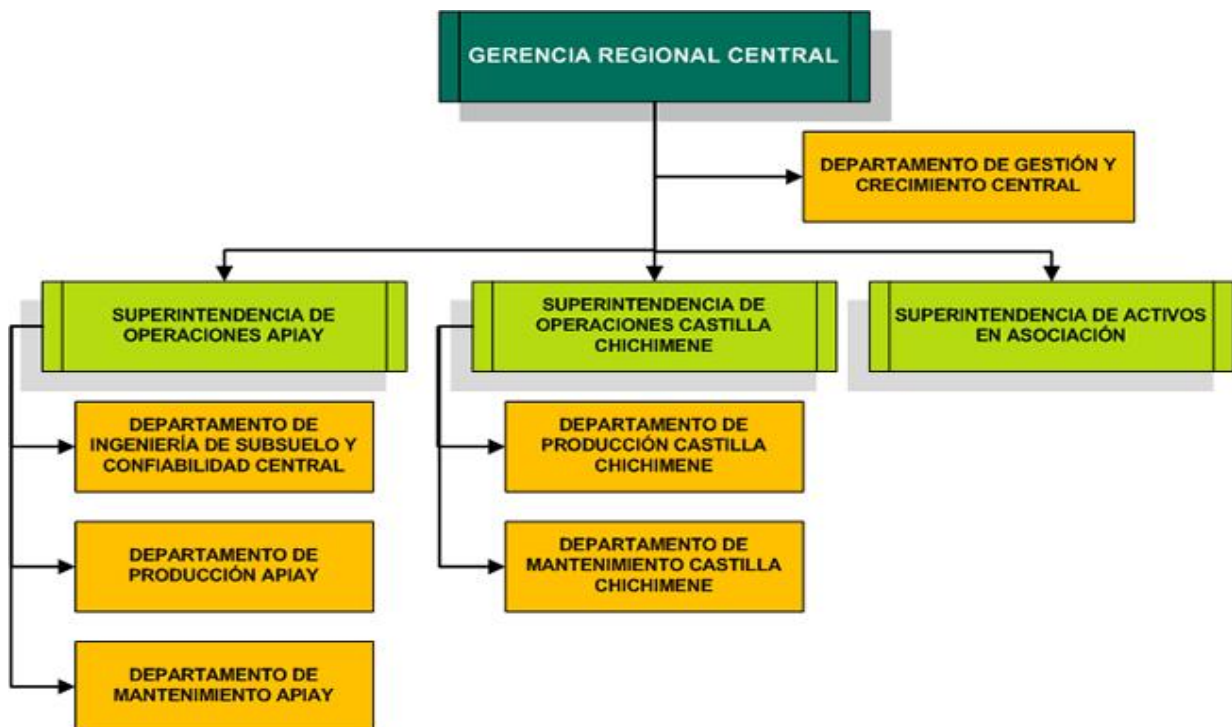 GERENCIA REGIONAL CENTRAL
DEPARTAMENTO DE GESTIÓN Y
CRECIMIENTO CENTRAL
SUPERINTENDENCIA DE
OPERACIONES APIAY
SUPERINTENDENCIA DE
OPERACIONES CASTILLA
CHICHIMENE
SUPERINTENDENCIA DE ACTIVOS
EN ASOCIACIÓN
DEPARTAMENTO DE
INGENIERÍA DE SUBSUELO Y
CONFIABILIDAD CENTRAL
DEPARTAMENTO DE
PRODUCCIÓN APIAY
DEPARTAMENTO DE
MANTENIMIENTO APIAY
DEPARTAMENTO DE
PRODUCCIÓN CASTILLA
CHICHIMENE
DEPARTAMENTO DE
MANTENIMIENTO CASTILLA
CHICHIMENE